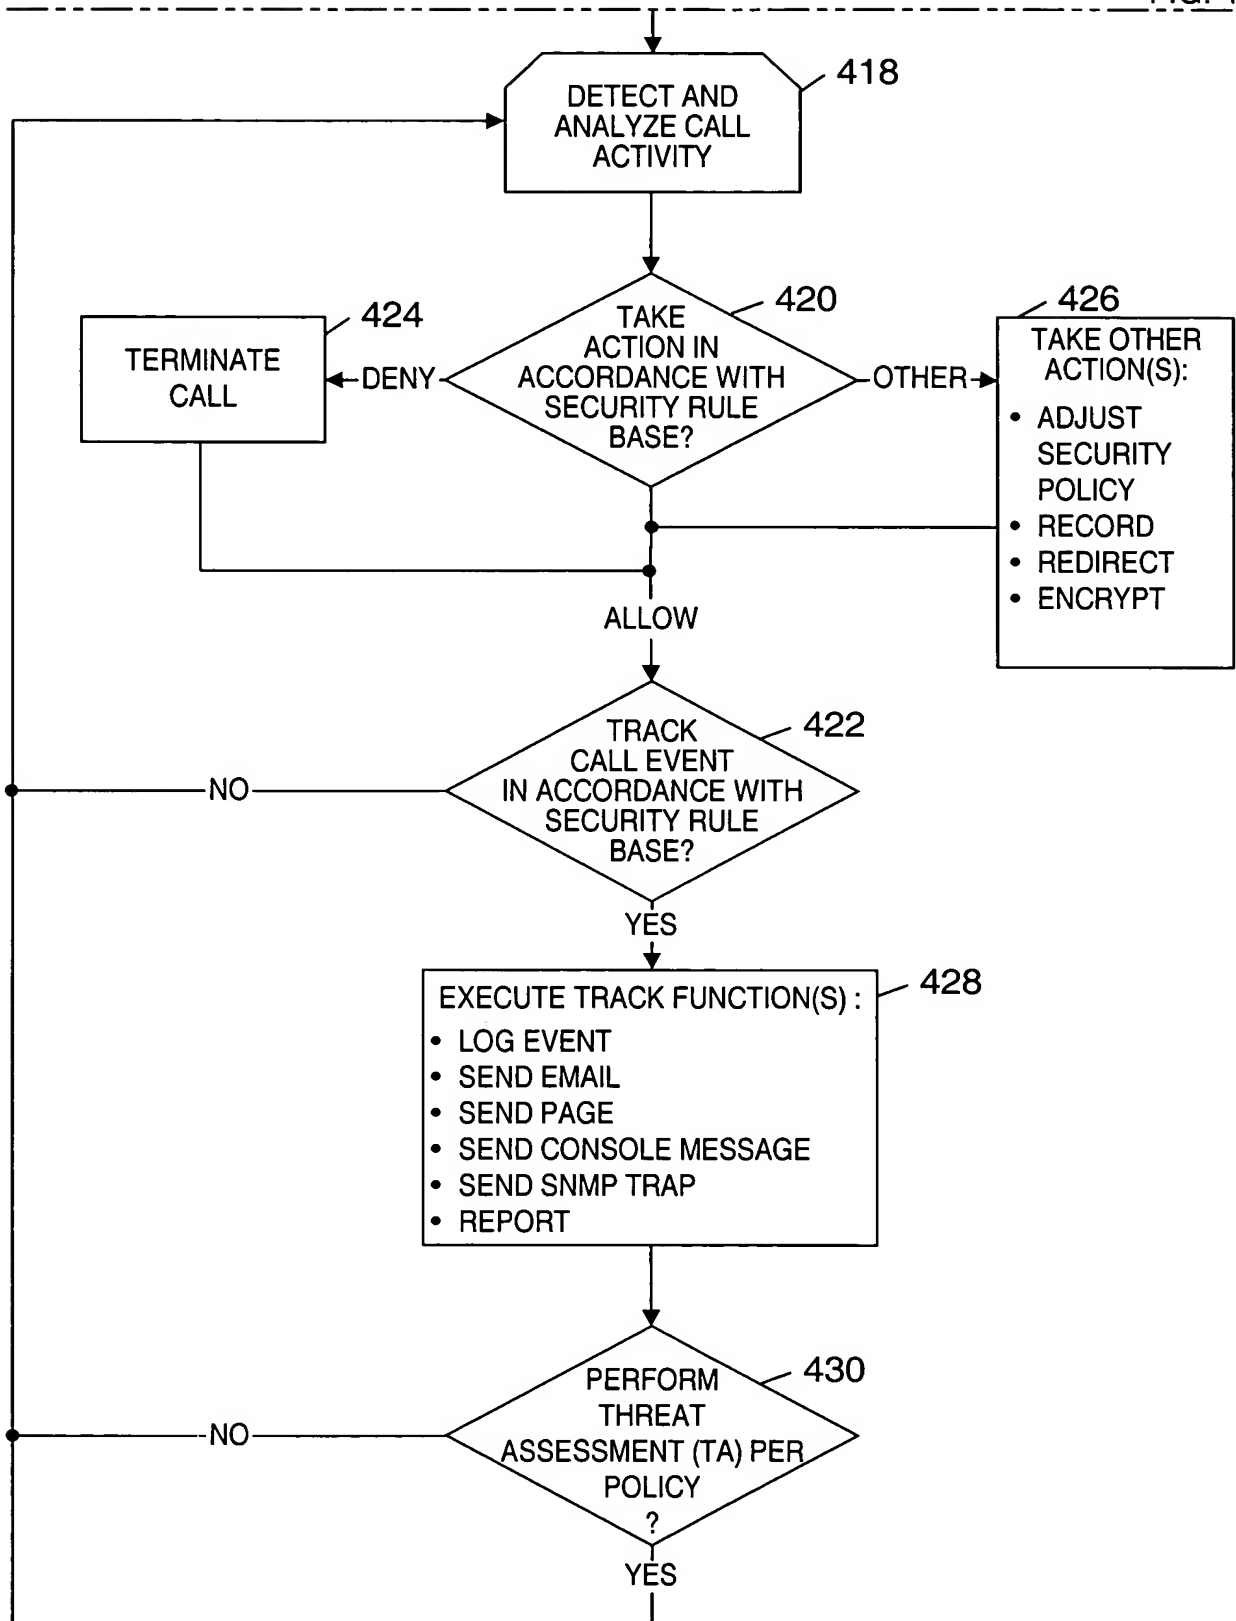 418
DETECT AND
ANALYZE CALL
ACTIVITY
424
TERMINATE
CALL
DENY
420
TAKE
ACTION IN
ACCORDANCE WITH
SECURITY RULE
BASE?
OTHER
426
TAKE OTHER
ACTION(S):
• ADJUST
SECURITY
POLICY
• RECORD
• REDIRECT
• ENCRYPT
ALLOW
422
TRACK
CALL EVENT
IN ACCORDANCE WITH
SECURITY RULE
BASE?
NO
YES
428
EXECUTE TRACK FUNCTION(S) :
• LOG EVENT
• SEND EMAIL
• SEND PAGE
• SEND CONSOLE MESSAGE
• SEND SNMP TRAP
• REPORT
430
PERFORM
THREAT
ASSESSMENT (TA) PER
POLICY
?
NO
YES